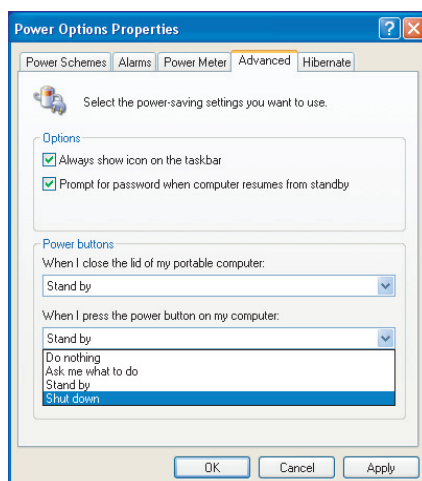 Power Options Properties
Power Schemes Alarms Power Meter Advanced Hibernate
Select the power-saving settings you want to use.
Options
Always show icon on the taskbar
Prompt for password when computer resumes from standby
Power buttons
When I close the lid of my portable computer:
Stand by
When I press the power button on my computer:
Stand by
Do nothing
Ask me what to do
Stand by
Shut down
OK Cancel Apply